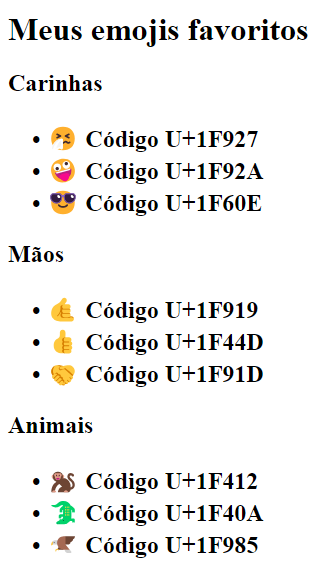 Meus emojis favoritos
Carinhas
• 🤧 Código U+1F927
• 🤪 Código U+1F92A
• 😎 Código U+1F60E
Mãos
• 🤙 Código U+1F919
• 👍 Código U+1F44D
• 🤝 Código U+1F91D
Animais
• 🐒 Código U+1F412
• 🐊 Código U+1F40A
• 🦅 Código U+1F985